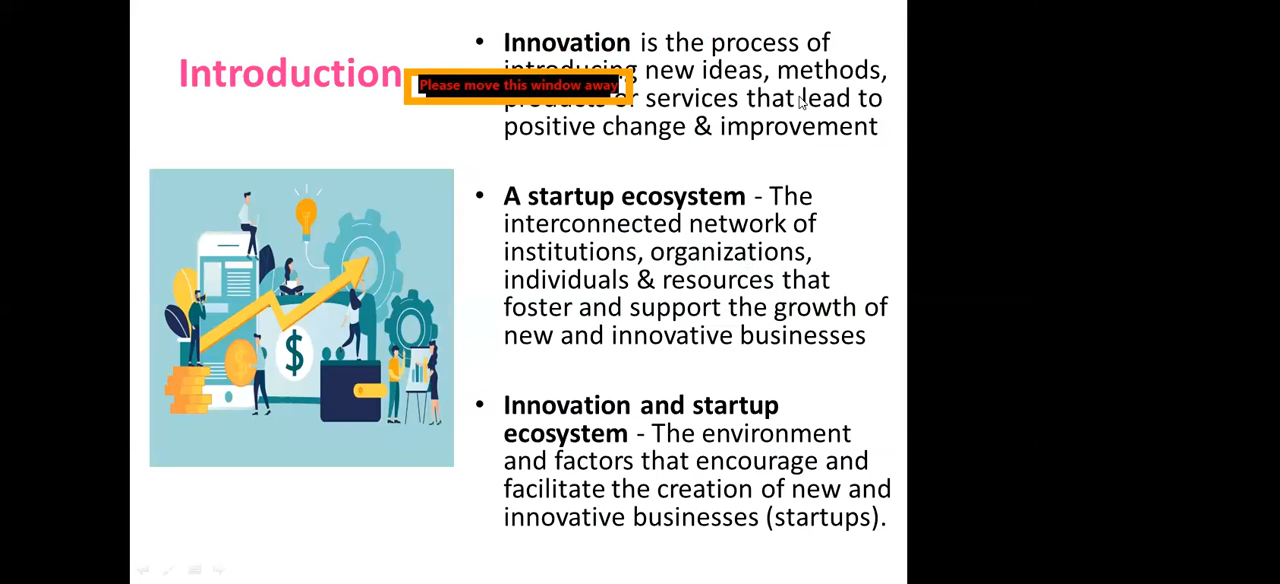 Introduction
• Innovation is the process of
introducing new ideas, methods,
Please move this window away
products or services that lead to
positive change & improvement
• A startup ecosystem - The
interconnected network of
institutions, organizations,
individuals & resources that
foster and support the growth of
new and innovative businesses
• Innovation and startup
ecosystem - The environment
and factors that encourage and
facilitate the creation of new and
innovative businesses (startups).
$